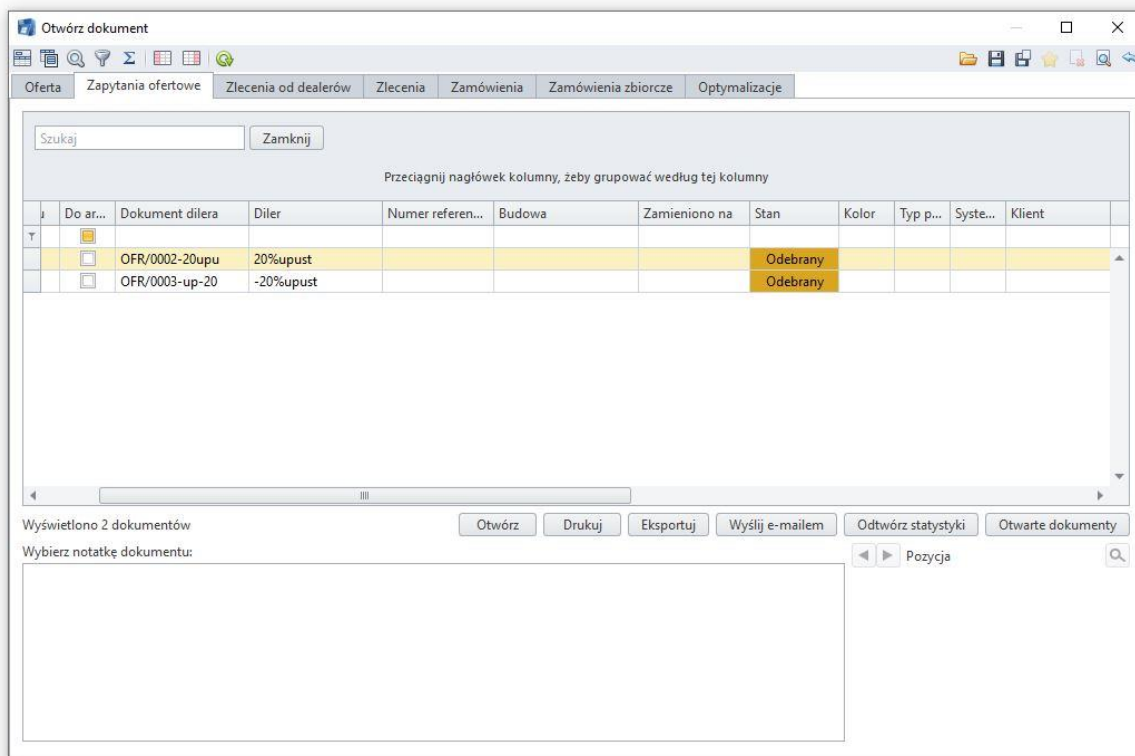 Otwórz dokument
Oferta Zapytania ofertowe Zlecenia od dealerów Zlecenia Zamówienia Zamówienia zbiorcze Optymalizacje
Szukaj Zamknij
Przeciągnij nagłówek kolumny, żeby grupować według tej kolumny
Do ar... Dokument dilera Diler Numer referen... Budowa Zamieniono na Stan Kolor Typ p... Syste... Klient
OFR/0002-20upu 20%upust Odebrany
OFR/0003-up-20 -20%upust Odebrany
Wyświetlono 2 dokumentów Otwórz Drukuj Eksportuj Wyślij e-mailem Odtwórz statystyki Otwarte dokumenty
Wybierz notatkę dokumentu: Pozycja